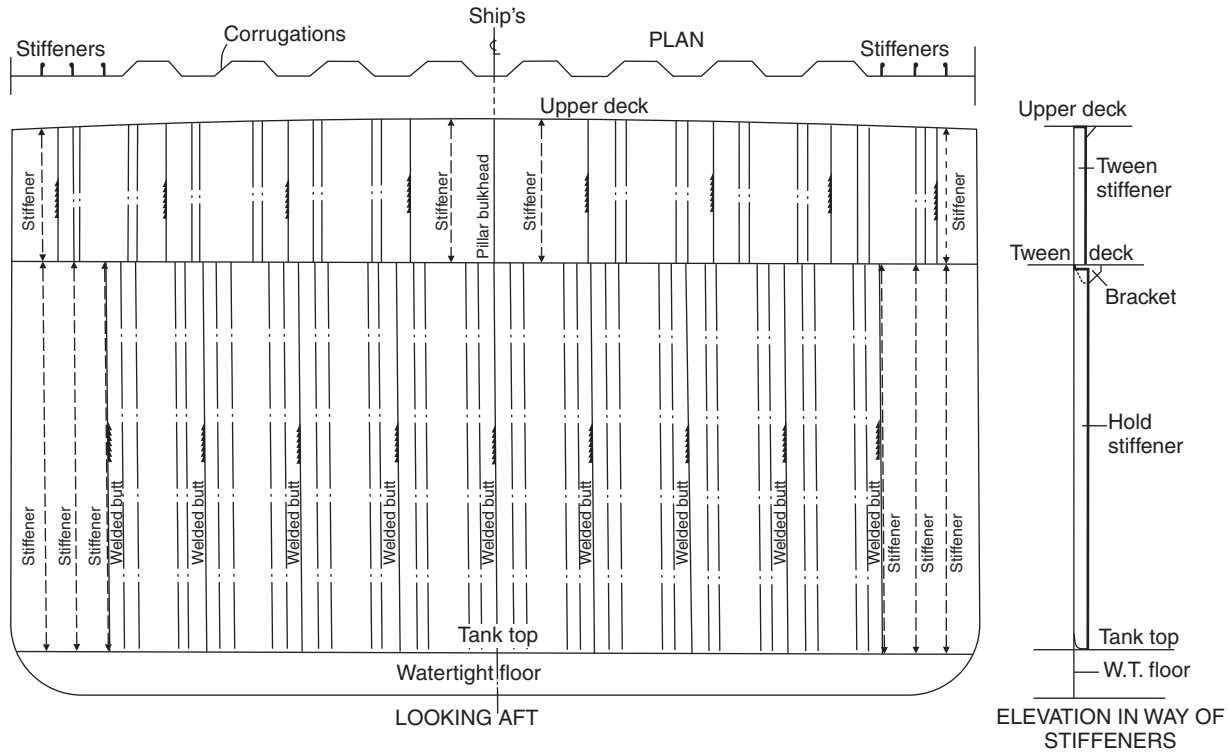 Ship's
℄
PLAN
Corrugations
Stiffeners
Stiffeners
Upper deck
Stiffener
Stiffener
Pillar bulkhead
Stiffener
Stiffener
Stiffener
Stiffener
Stiffener
Welded butt
Welded butt
Welded butt
Welded butt
Welded butt
Welded butt
Welded butt
Welded butt
Welded butt
Stiffener
Stiffener
Stiffener
Tank top
Watertight floor
LOOKING AFT
Upper deck
Tween
stiffener
Tween deck
Bracket
Hold
stiffener
Tank top
W.T. floor
ELEVATION IN WAY OF
STIFFENERS